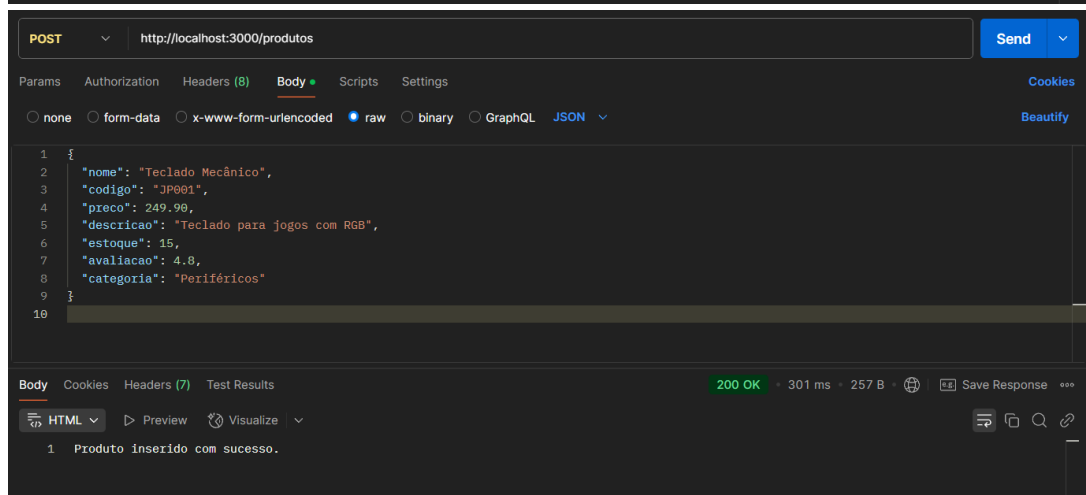 POST http://localhost:3000/produtos Send
Params Authorization Headers (8) Body Scripts Settings Cookies
none form-data x-www-form-urlencoded raw binary GraphQL JSON Beautify
1 {
2 "nome": "Teclado Mecânico",
3 "codigo": "JP001",
4 "preco": 249.90,
5 "descricao": "Teclado para jogos com RGB",
6 "estoque": 15,
7 "avaliacao": 4.8,
8 "categoria": "Periféricos"
9 }
10
Body Cookies Headers (7) Test Results 200 OK 301 ms 257 B e.g. Save Response
HTML Preview Visualize
1 Produto inserido com sucesso.